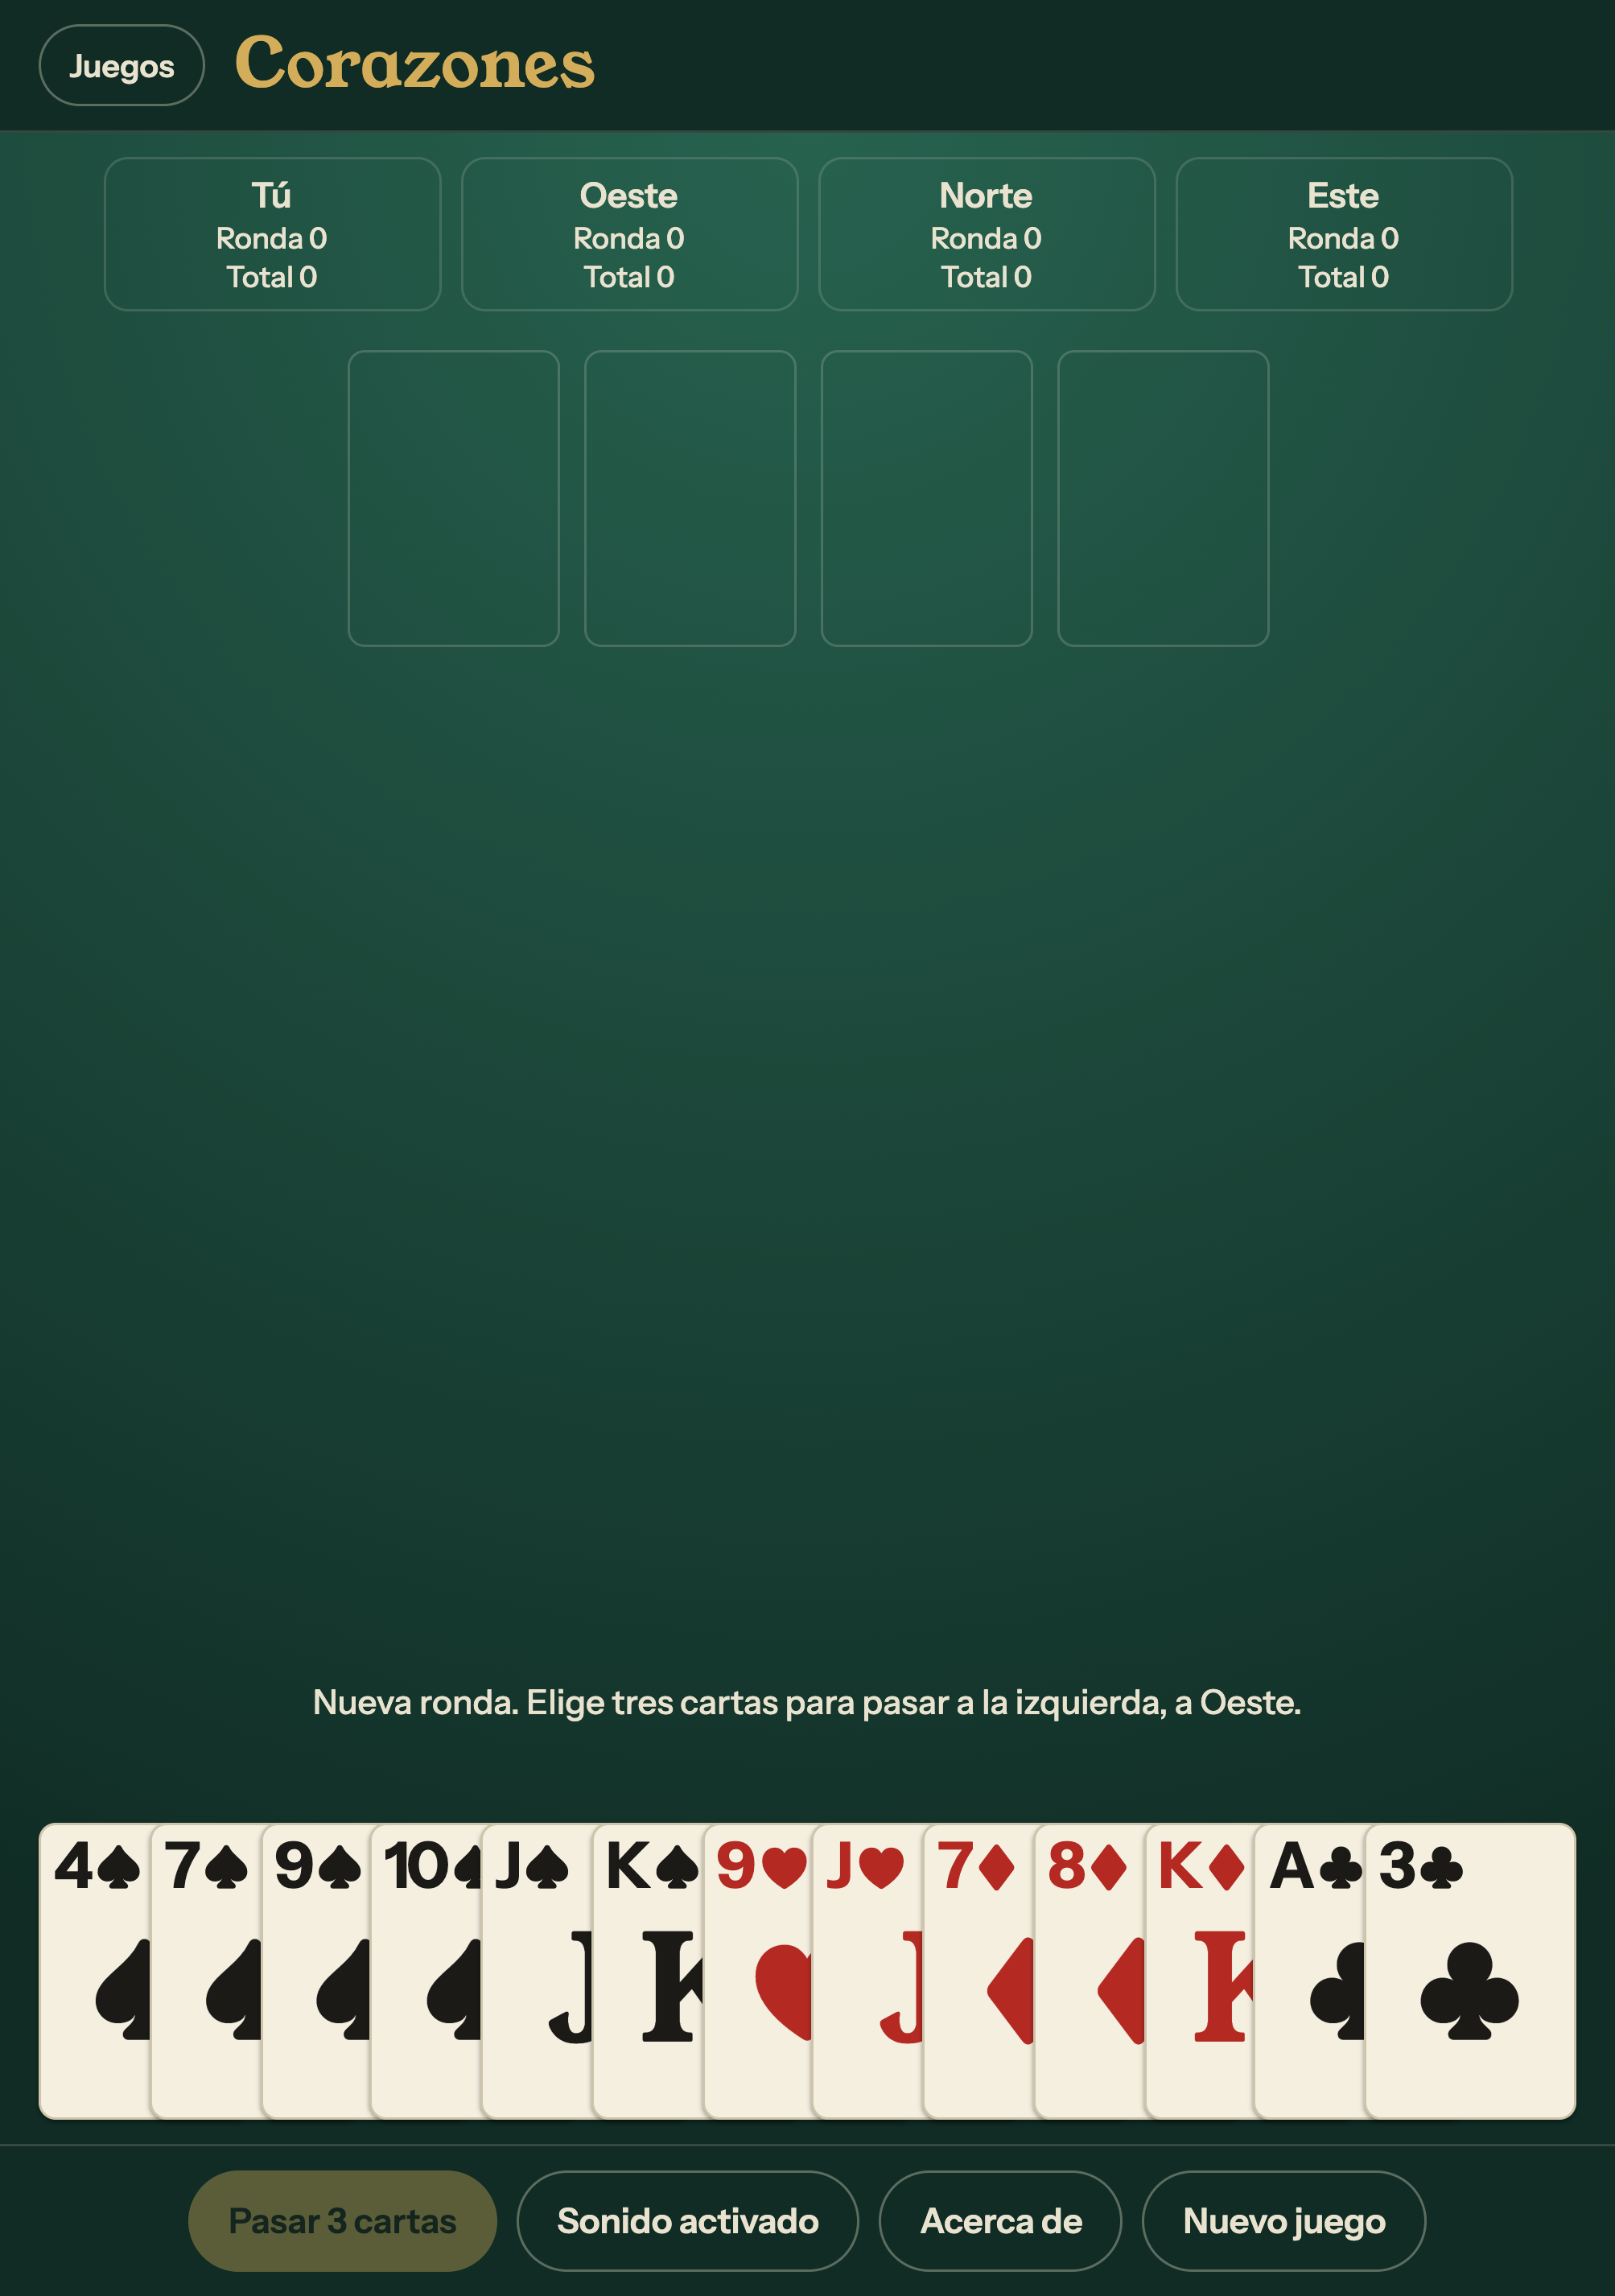 Juegos Corazones
Tú
Ronda 0
Total 0
Oeste
Ronda 0
Total 0
Norte
Ronda 0
Total 0
Este
Ronda 0
Total 0
Nueva ronda. Elige tres cartas para pasar a la izquierda, a Oeste.
4♠ 7♠ 9♠ 10♠ J♠ K♠ 9♥ J♥ 7♦ 8♦ K♦ A♣ 3♣
J K J K
Pasar 3 cartas Sonido activado Acerca de Nuevo juego